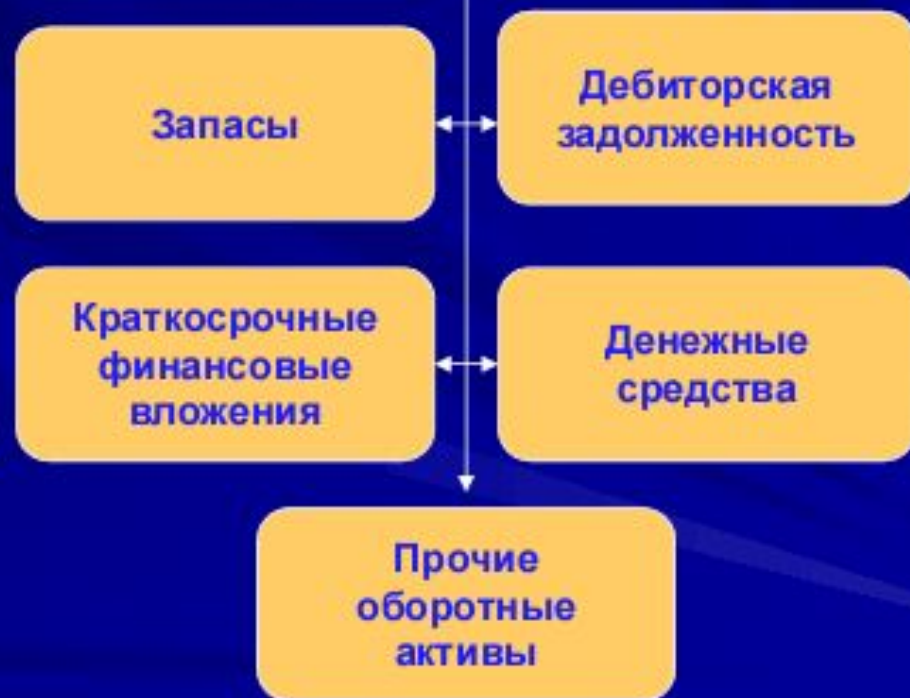 Запасы
Дебиторская
задолженность
Краткосрочные
финансовые
вложения
Денежные
средства
Прочие
оборотные
активы